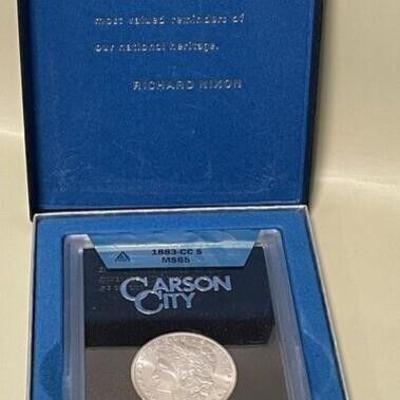 most valued reminders of
our national heritage.
RICHARD NIXON
1883-CC $
MS65
CARSON
CITY